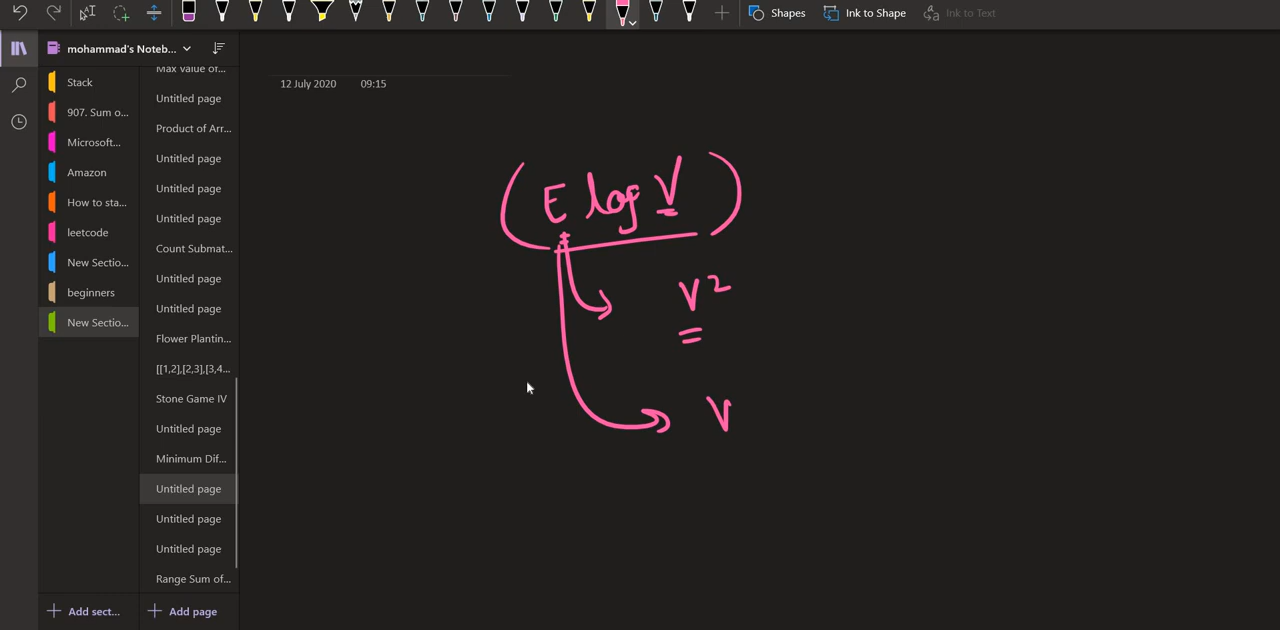 Shapes Ink to Shape Ink to Text
mohammad's Noteb...
Stack
907. Sum o...
Microsoft...
Amazon
How to sta...
leetcode
New Sectio...
beginners
New Sectio...
Add sect...
Max value of...
Untitled page
Product of Arr...
Untitled page
Untitled page
Untitled page
Count Submat...
Untitled page
Untitled page
Flower Plantin...
[[1,2],[2,3],[3,4...
Stone Game IV
Untitled page
Minimum Dif...
Untitled page
Untitled page
Untitled page
Range Sum of...
Add page
12 July 2020 09:15
(E log V)
V²
V